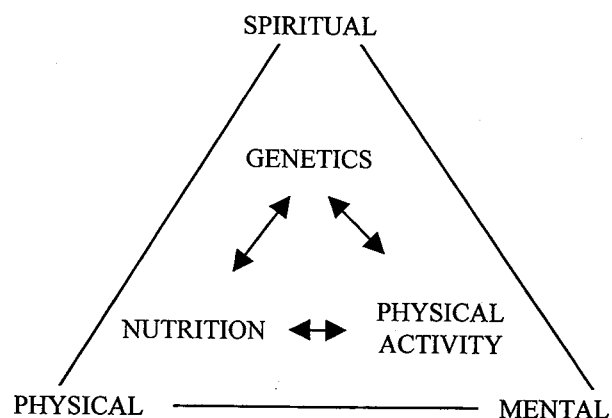 SPIRITUAL
GENETICS
NUTRITION
PHYSICAL
ACTIVITY
PHYSICAL
MENTAL